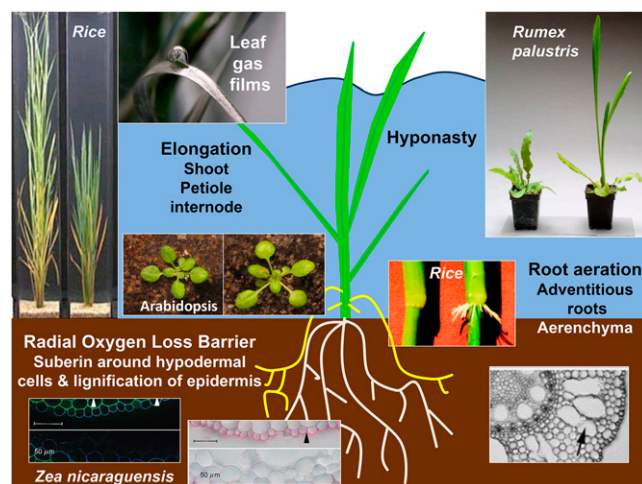 Rice
Leaf
gas
films
Rumex
palustris
Elongation
Shoot
Petiole
internode
Hyponasty
Arabidopsis
Rice
Root aeration
Adventitious
roots
Aerenchyma
Radial Oxygen Loss Barrier
Suberin around hypodermal
cells & lignification of epidermis
50 µm
50 µm
Zea nicaraguensis